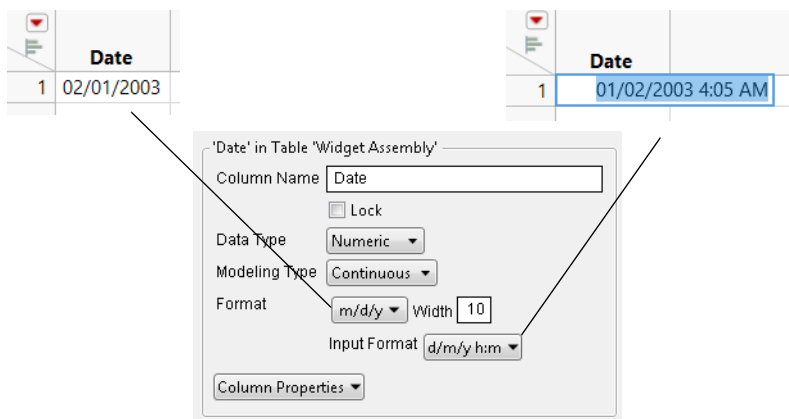 Date
1 02/01/2003
Date
1 01/02/2003 4:05 AM
'Date' in Table 'Widget Assembly'
Column Name Date
Lock
Data Type Numeric
Modeling Type Continuous
Format m/d/y Width 10
Input Format d/m/y h:m
Column Properties